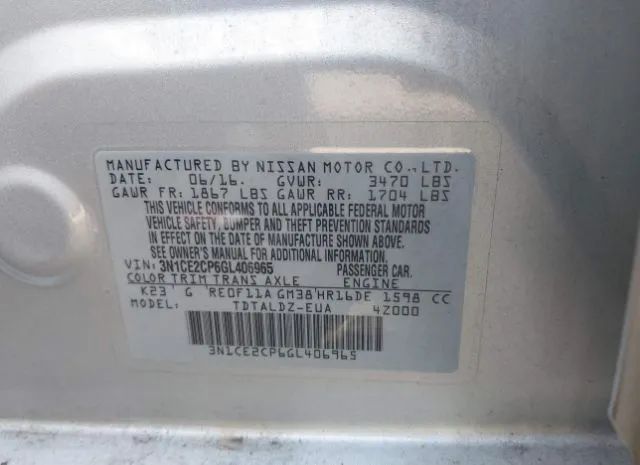 MANUFACTURED BY NISSAN MOTOR CO.,LTD.
DATE: 06/16. GVWR: 3470 LBS
GAWR FR: 1867 LBS GAWR RR: 1704 LBS
THIS VEHICLE CONFORMS TO ALL APPLICABLE FEDERAL MOTOR
VEHICLE SAFETY, BUMPER AND THEFT PREVENTION STANDARDS
IN EFFECT ON THE DATE OF MANUFACTURE SHOWN ABOVE.
SEE OWNER'S MANUAL FOR ADDITIONAL INFORMATION
VIN: 3N1CE2CP6GL406965 PASSENGER CAR.
COLOR TRIM TRANS AXLE ENGINE
K23 G RE0F11A GM38 HR16DE 1598 CC
MODEL: TDTALDZ-EUA 4Z000
3N1CE2CP6GL406965